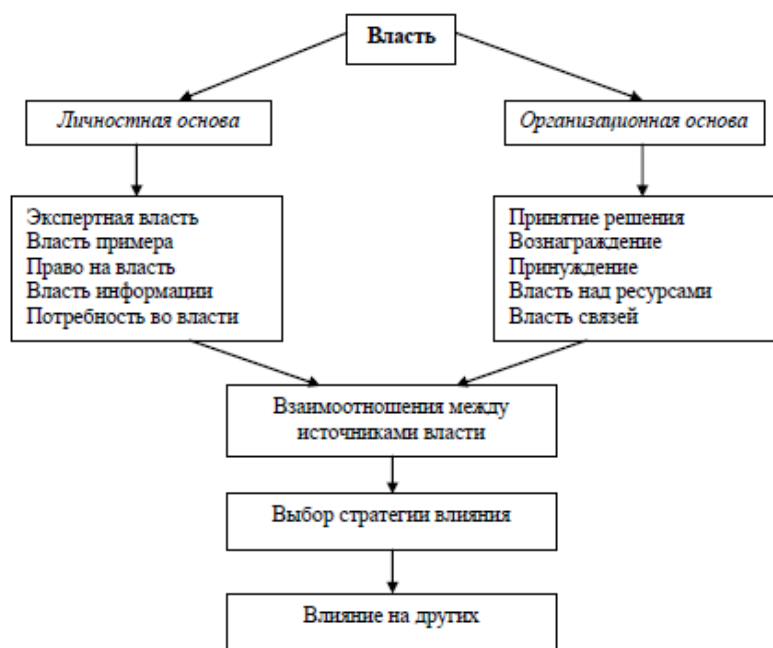 Власть
Личностная основа
Организационная основа
Экспертная власть
Власть примера
Право на власть
Власть информации
Потребность во власти
Принятие решения
Вознаграждение
Принуждение
Власть над ресурсами
Власть связей
Взаимоотношения между
источниками власти
Выбор стратегии влияния
Влияние на других